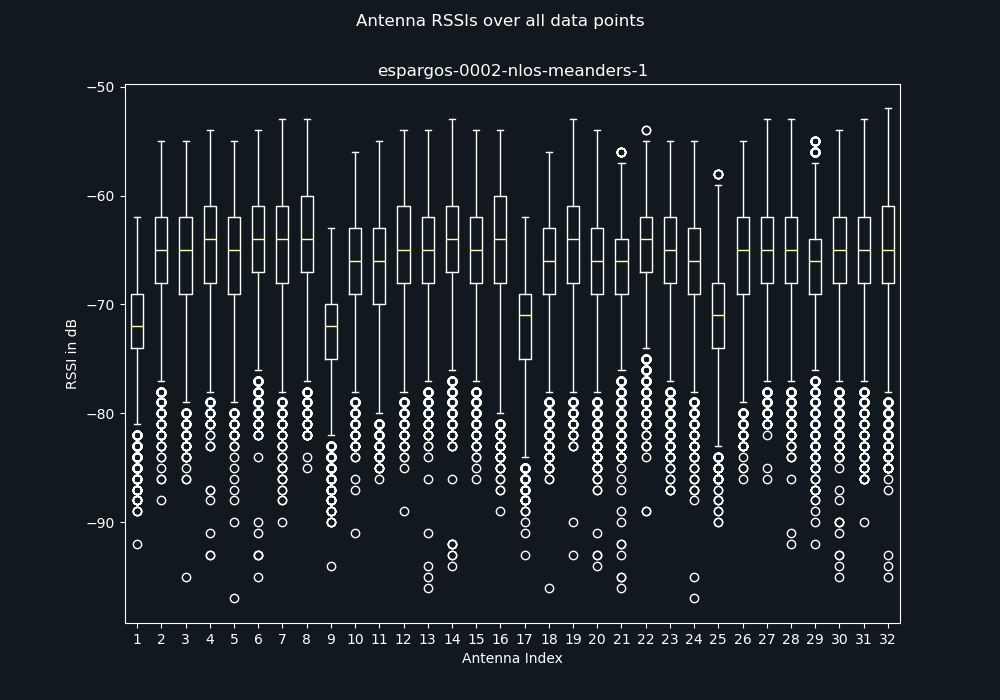 Antenna RSSIs over all data points
espargos-0002-nlos-meanders-1
−50
−60
−70
−80
−90
RSSI in dB
1 2 3 4 5 6 7 8 9 10 11 12 13 14 15 16 17 18 19 20 21 22 23 24 25 26 27 28 29 30 31 32
Antenna Index